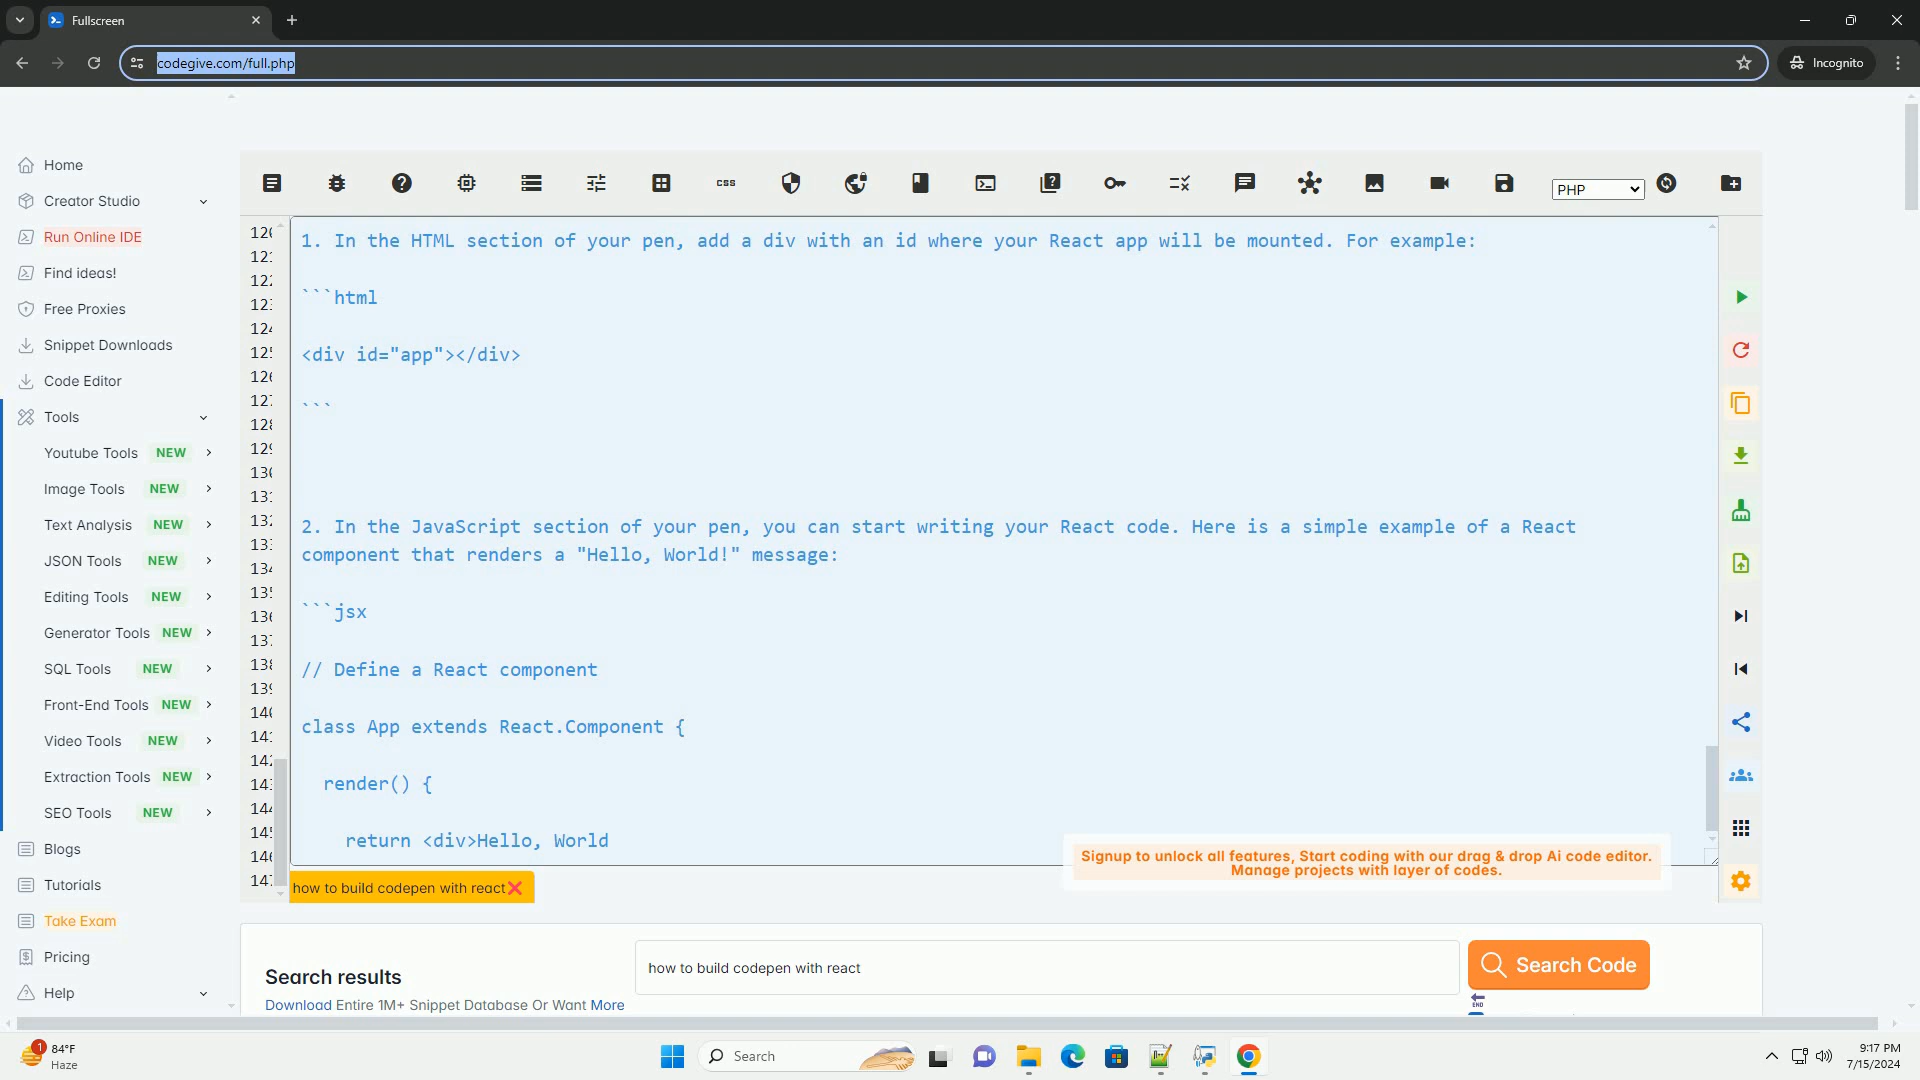 Fullscreen
codegive.com/full.php
Incognito
Home
Creator Studio
Run Online IDE
Find ideas!
Free Proxies
Snippet Downloads
Code Editor
Tools
Youtube Tools NEW
Image Tools NEW
Text Analysis NEW
JSON Tools NEW
Editing Tools NEW
Generator Tools NEW
SQL Tools NEW
Front-End Tools NEW
Video Tools NEW
Extraction Tools NEW
SEO Tools NEW
Blogs
Tutorials
Take Exam
Pricing
Help
css
PHP
1. In the HTML section of your pen, add a div with an id where your React app will be mounted. For example:
```html
<div id="app"></div>
```
2. In the JavaScript section of your pen, you can start writing your React code. Here is a simple example of a React
component that renders a "Hello, World!" message:
```jsx
// Define a React component
class App extends React.Component {
render() {
return <div>Hello, World
Signup to unlock all features, Start coding with our drag & drop Ai code editor.
Manage projects with layer of codes.
how to build codepen with react
Search results
Download Entire 1M+ Snippet Database Or Want More
how to build codepen with react
Search Code
END
1
84°F
Haze
Search
9:17 PM
7/15/2024